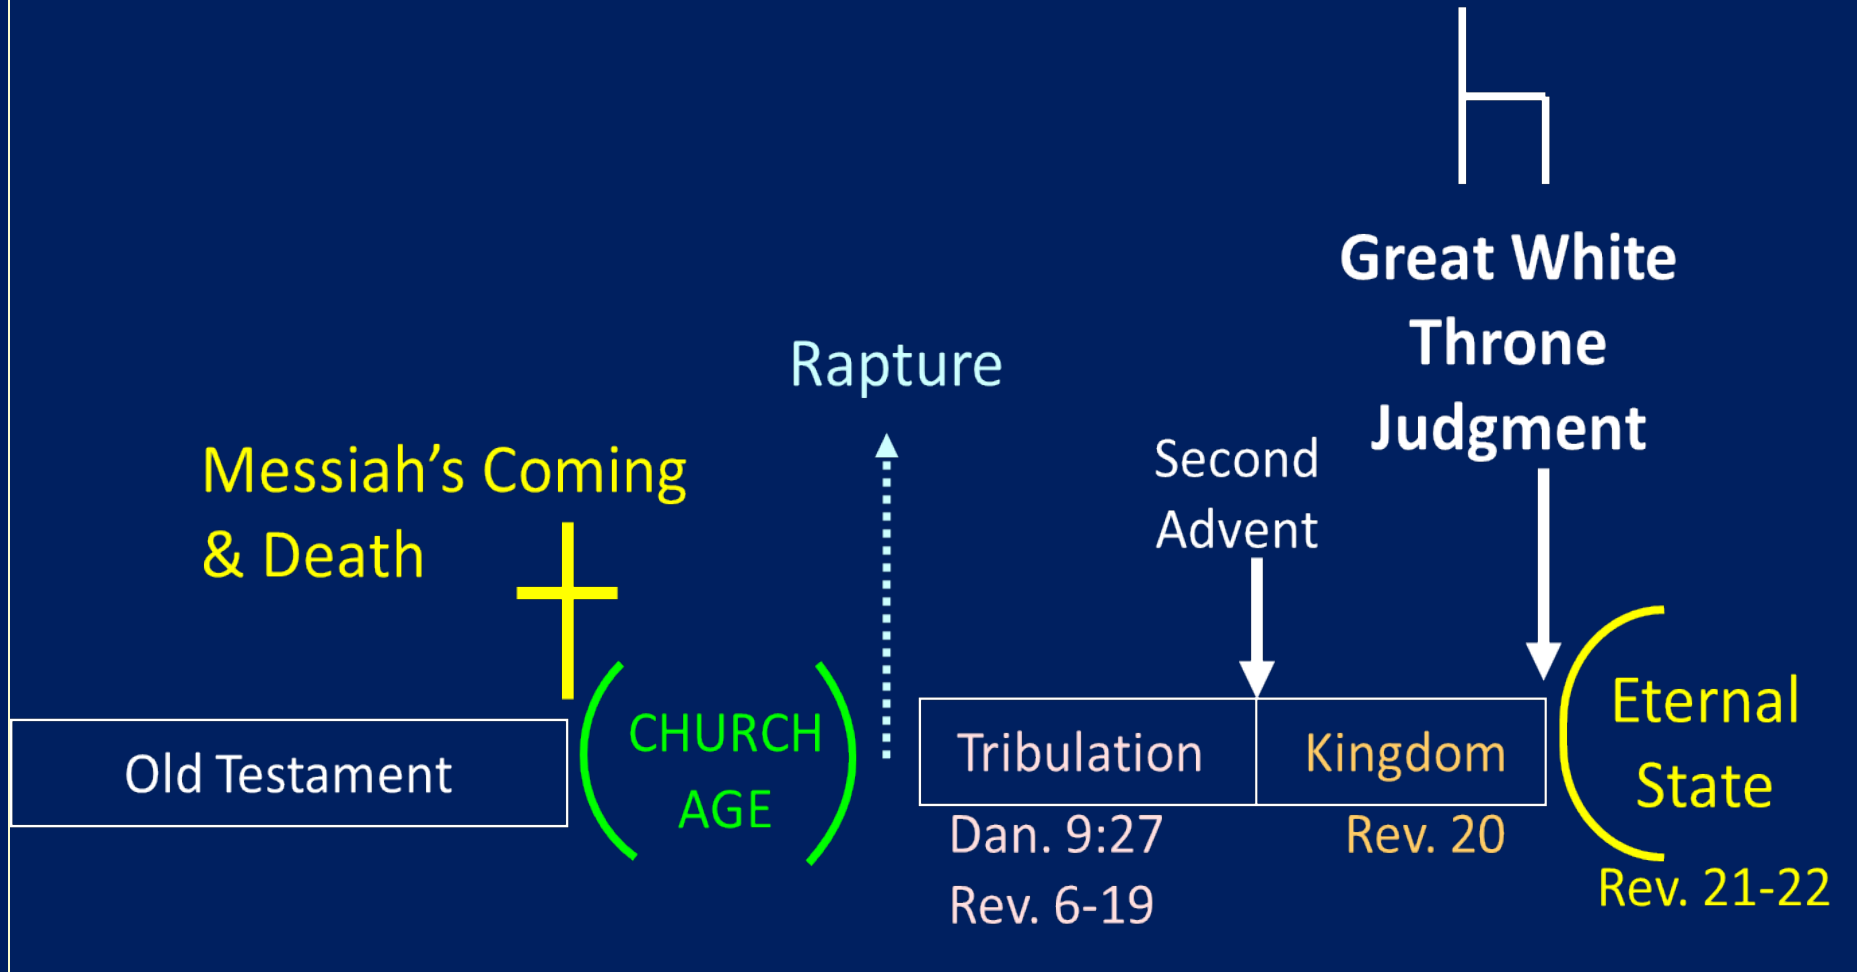 Great White
Throne
Judgment
Rapture
Messiah’s Coming
& Death
Second
Advent
Old Testament
CHURCH
AGE
Tribulation
Kingdom
Eternal
State
Dan. 9:27
Rev. 6-19
Rev. 20
Rev. 21-22